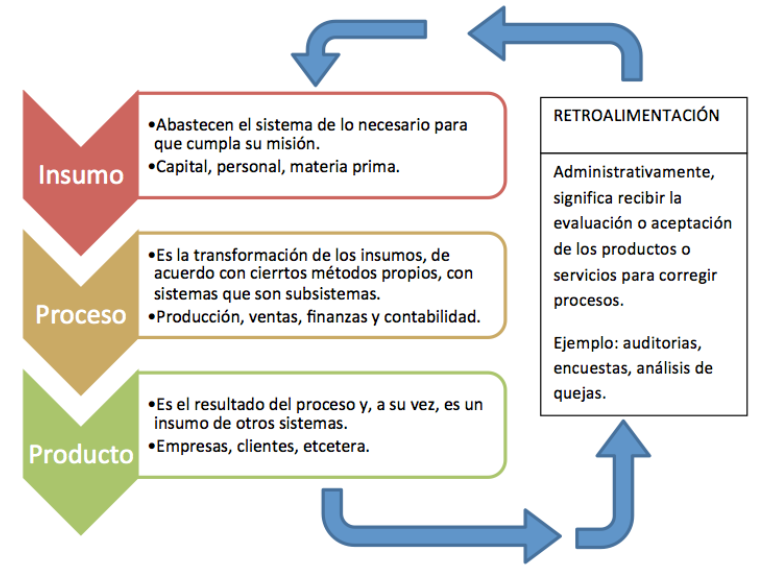 Insumo
•Abastecen el sistema de lo necesario para
que cumpla su misión.
•Capital, personal, materia prima.
Proceso
•Es la transformación de los insumos, de
acuerdo con cierrtos métodos propios, con
sistemas que son subsistemas.
•Producción, ventas, finanzas y contabilidad.
Producto
•Es el resultado del proceso y, a su vez, es un
insumo de otros sistemas.
•Empresas, clientes, etcetera.
RETROALIMENTACIÓN
Administrativamente,
significa recibir la
evaluación o aceptación
de los productos o
servicios para corregir
procesos.
Ejemplo: auditorias,
encuestas, análisis de
quejas.